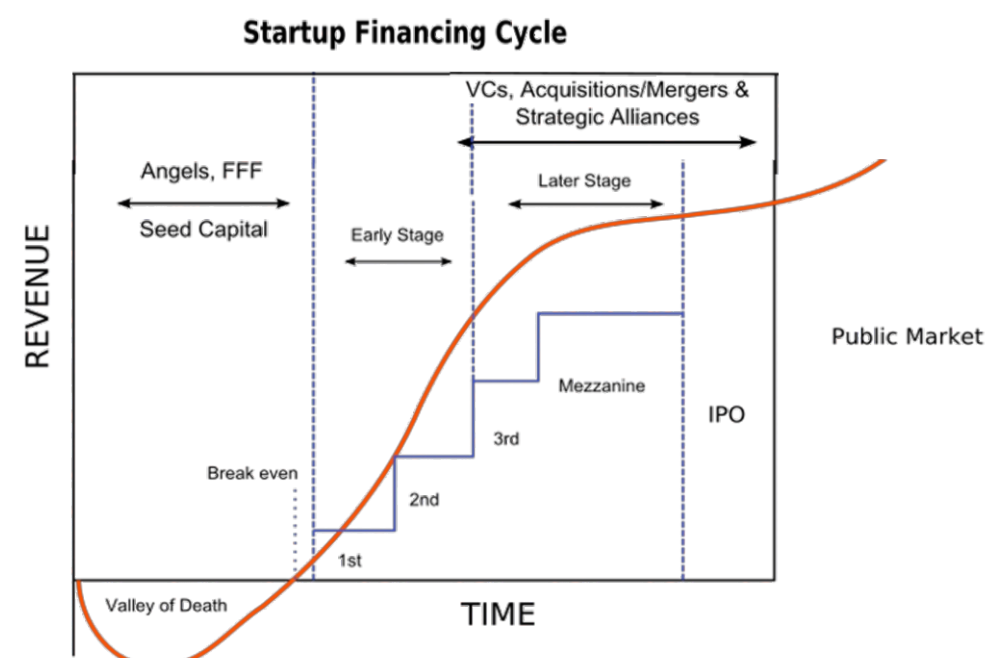 Startup Financing Cycle
VCs, Acquisitions/Mergers &
Strategic Alliances
Angels, FFF
Seed Capital
Later Stage
Early Stage
REVENUE
Public Market
Mezzanine
IPO
3rd
Break even
2nd
1st
Valley of Death
TIME